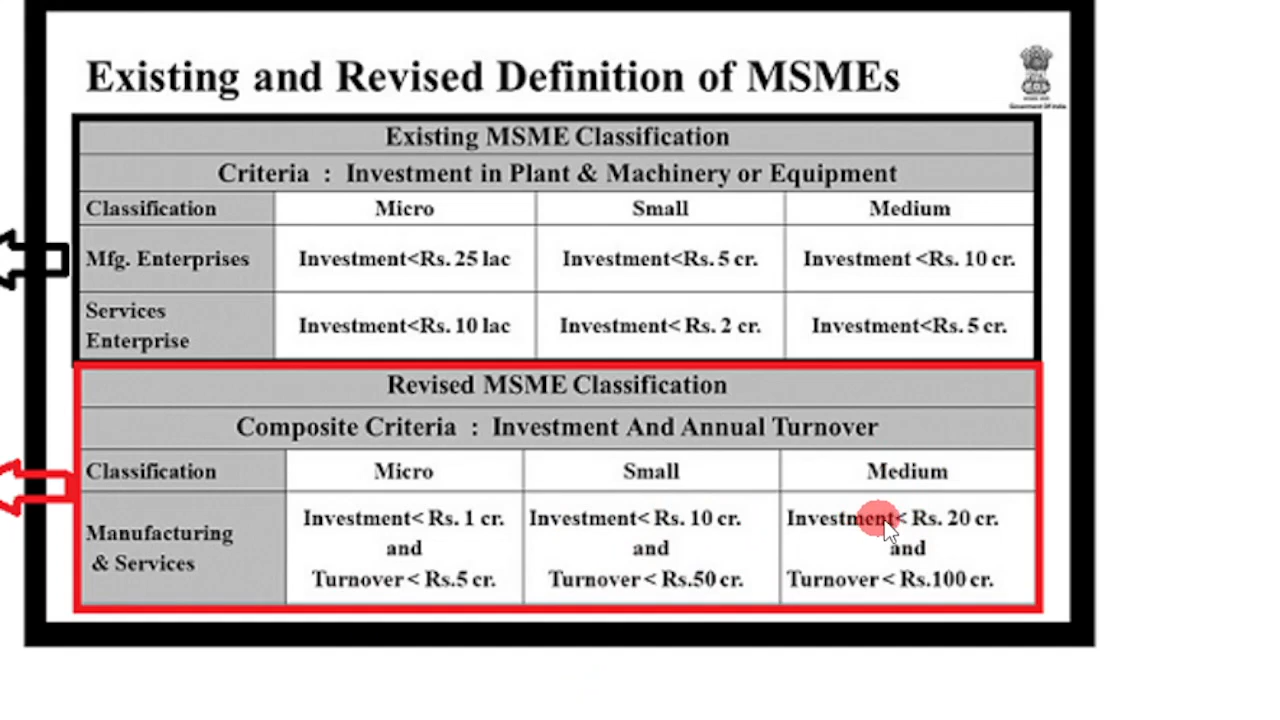 Existing and Revised Definition of MSMEs
Government Of India
Existing MSME Classification
Criteria : Investment in Plant & Machinery or Equipment
Classification Micro Small Medium
Mfg. Enterprises Investment<Rs. 25 lac Investment<Rs. 5 cr. Investment <Rs. 10 cr.
Services
Enterprise Investment<Rs. 10 lac Investment< Rs. 2 cr. Investment<Rs. 5 cr.
Revised MSME Classification
Composite Criteria : Investment And Annual Turnover
Classification Micro Small Medium
Manufacturing
& Services
Investment< Rs. 1 cr.
and
Turnover< Rs.5 cr.
Investment< Rs. 10 cr.
and
Turnover< Rs.50 cr.
Investment< Rs. 20 cr.
and
Turnover< Rs.100 cr.